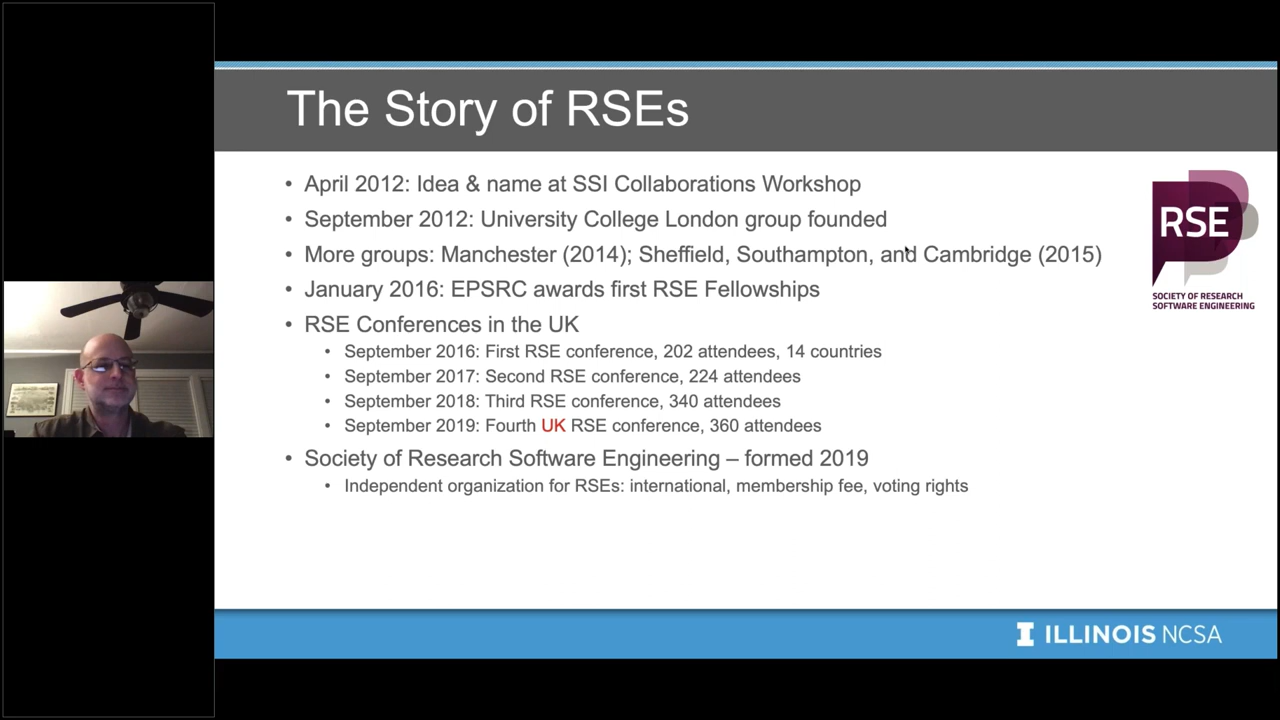 The Story of RSEs
• April 2012: Idea & name at SSI Collaborations Workshop
• September 2012: University College London group founded
• More groups: Manchester (2014); Sheffield, Southampton, and Cambridge (2015)
• January 2016: EPSRC awards first RSE Fellowships
• RSE Conferences in the UK
• September 2016: First RSE conference, 202 attendees, 14 countries
• September 2017: Second RSE conference, 224 attendees
• September 2018: Third RSE conference, 340 attendees
• September 2019: Fourth UK RSE conference, 360 attendees
• Society of Research Software Engineering – formed 2019
• Independent organization for RSEs: international, membership fee, voting rights
RSE
SOCIETY OF RESEARCH
SOFTWARE ENGINEERING
I ILLINOIS NCSA